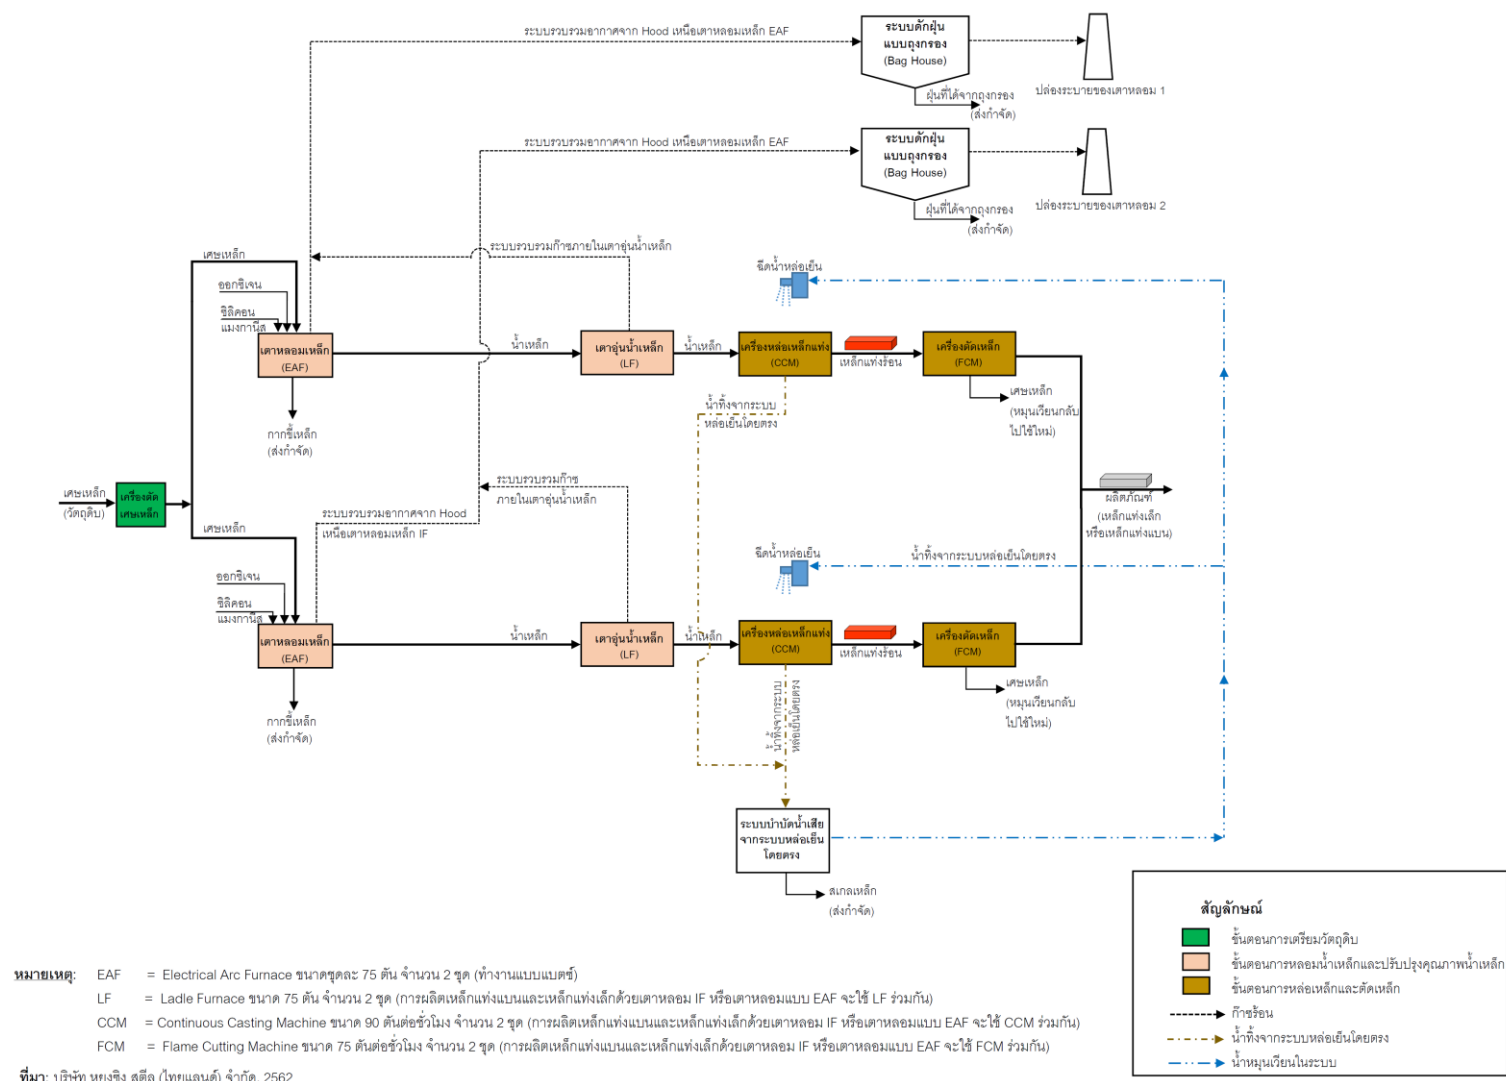 ระบบรวบรวมอากาศจาก Hood เหนือเตาหลอมเหล็ก EAF
ระบบดักฝุ่น
แบบถุงกรอง
(Bag House)
ฝุ่นที่ได้จากถุงกรอง
(ส่งกำจัด)
ปล่องระบายของเตาหลอม 1
ระบบรวบรวมอากาศจาก Hood เหนือเตาหลอมเหล็ก EAF
ระบบดักฝุ่น
แบบถุงกรอง
(Bag House)
ฝุ่นที่ได้จากถุงกรอง
(ส่งกำจัด)
ปล่องระบายของเตาหลอม 2
เศษเหล็ก
ระบบรวบรวมก๊าซภายในเตาอุ่นน้ำเหล็ก
ฉีดน้ำหล่อเย็น
ออกซิเจน
ซิลิคอน
แมงกานีส
เตาหลอมเหล็ก
(EAF)
น้ำเหล็ก
เตาอุ่นน้ำเหล็ก
(LF)
น้ำเหล็ก
เครื่องหล่อเหล็กแท่ง
(CCM)
เหล็กแท่งร้อน
เครื่องตัดเหล็ก
(FCM)
กากขี้เหล็ก
(ส่งกำจัด)
น้ำทิ้งจากระบบ
หล่อเย็นโดยตรง
เศษเหล็ก
(หมุนเวียนกลับ
ไปใช้ใหม่)
เศษเหล็ก
(วัตถุดิบ)
เครื่องตัด
เศษเหล็ก
ระบบรวบรวมก๊าซ
ภายในเตาอุ่นน้ำเหล็ก
ผลิตภัณฑ์
(เหล็กแท่งเล็ก
หรือเหล็กแท่งแบน)
เศษเหล็ก
ระบบรวบรวมอากาศจาก Hood
เหนือเตาหลอมเหล็ก IF
ฉีดน้ำหล่อเย็น
น้ำทิ้งจากระบบหล่อเย็นโดยตรง
ออกซิเจน
ซิลิคอน
แมงกานีส
เตาหลอมเหล็ก
(EAF)
น้ำเหล็ก
เตาอุ่นน้ำเหล็ก
(LF)
น้ำเหล็ก
เครื่องหล่อเหล็กแท่ง
(CCM)
เหล็กแท่งร้อน
เครื่องตัดเหล็ก
(FCM)
กากขี้เหล็ก
(ส่งกำจัด)
น้ำทิ้งจากระบบ
หล่อเย็นโดยตรง
เศษเหล็ก
(หมุนเวียนกลับ
ไปใช้ใหม่)
ระบบบำบัดน้ำเสีย
จากระบบหล่อเย็น
โดยตรง
สเกลเหล็ก
(ส่งกำจัด)
สัญลักษณ์
ขั้นตอนการเตรียมวัตถุดิบ
ขั้นตอนการหลอมน้ำเหล็กและปรับปรุงคุณภาพน้ำเหล็ก
ขั้นตอนการหล่อเหล็กและตัดเหล็ก
ก๊าซร้อน
น้ำทิ้งจากระบบหล่อเย็นโดยตรง
น้ำหมุนเวียนในระบบ
หมายเหตุ: EAF = Electrical Arc Furnace ขนาดชุดละ 75 ตัน จำนวน 2 ชุด (ทำงานแบบแบตซ์)
LF = Ladle Furnace ขนาด 75 ตัน จำนวน 2 ชุด (การผลิตเหล็กแท่งแบนและเหล็กแท่งเล็กด้วยเตาหลอม IF หรือเตาหลอมแบบ EAF จะใช้ LF ร่วมกัน)
CCM = Continuous Casting Machine ขนาด 90 ตันต่อชั่วโมง จำนวน 2 ชุด (การผลิตเหล็กแท่งแบนและเหล็กแท่งเล็กด้วยเตาหลอม IF หรือเตาหลอมแบบ EAF จะใช้ CCM ร่วมกัน)
FCM = Flame Cutting Machine ขนาด 75 ตันต่อชั่วโมง จำนวน 2 ชุด (การผลิตเหล็กแท่งแบนและเหล็กแท่งเล็กด้วยเตาหลอม IF หรือเตาหลอมแบบ EAF จะใช้ FCM ร่วมกัน)
ที่มา: บริษัท หยงซิง สตีล (ไทยแลนด์) จำกัด, 2562